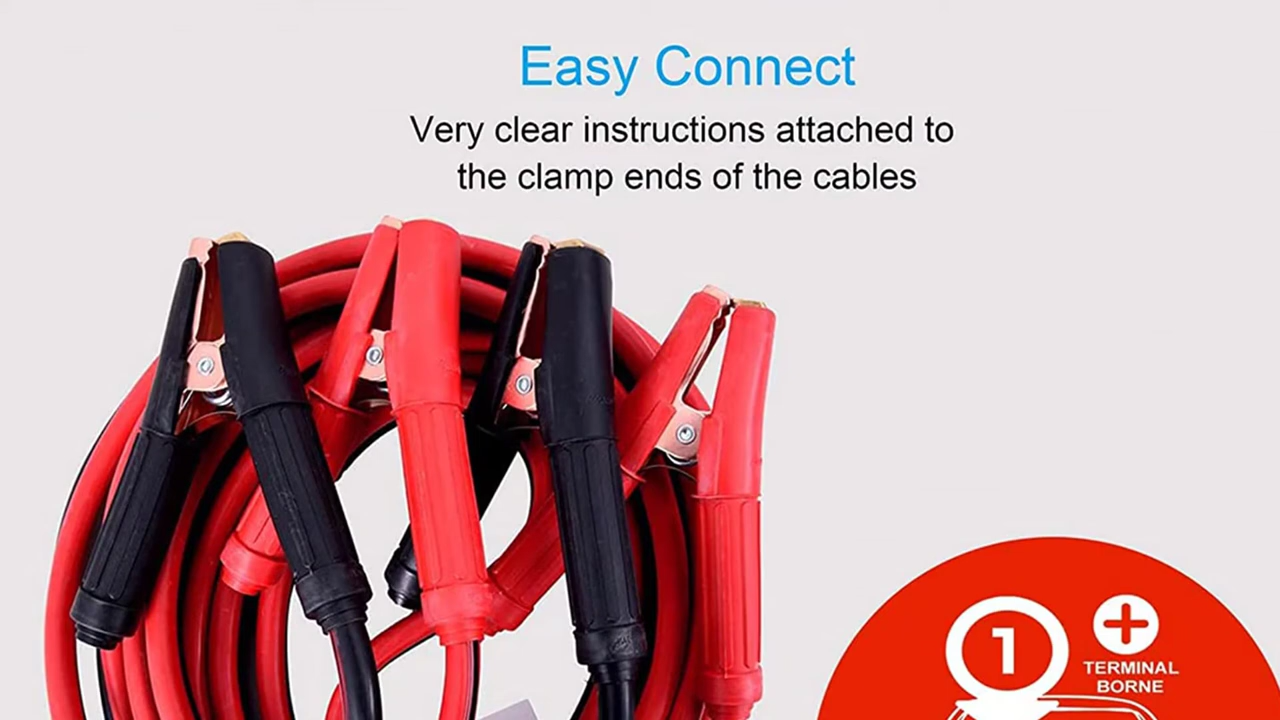 Easy Connect
Very clear instructions attached to
the clamp ends of the cables
1
+
TERMINAL
BORNE